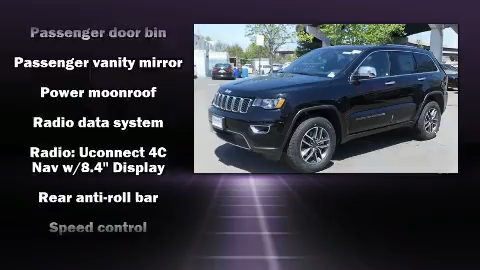 Passenger door bin
Passenger vanity mirror
Power moonroof
Radio data system
Radio: Uconnect 4C
Nav w/8.4" Display
Rear anti-roll bar
Speed control